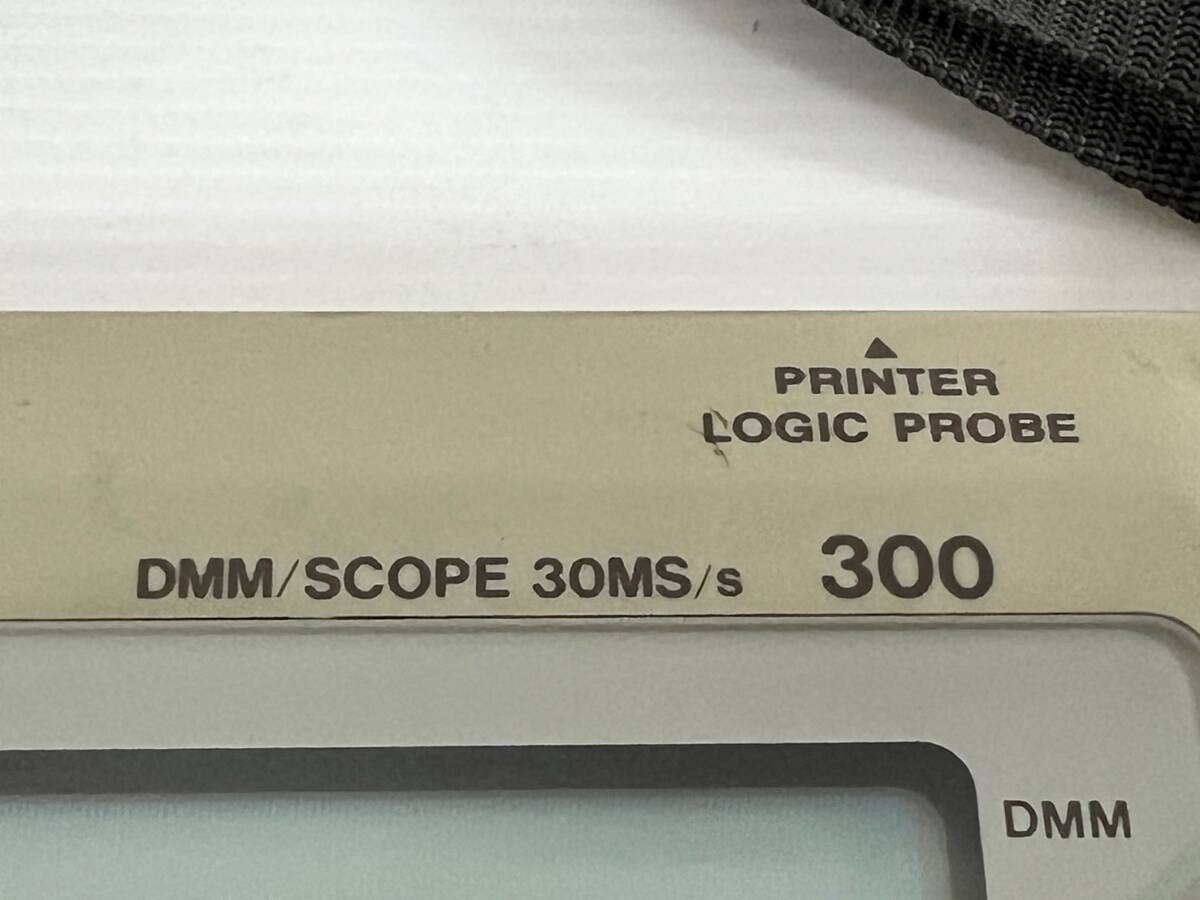 PRINTER
LOGIC PROBE
DMM/SCOPE 30MS/s 300
DMM